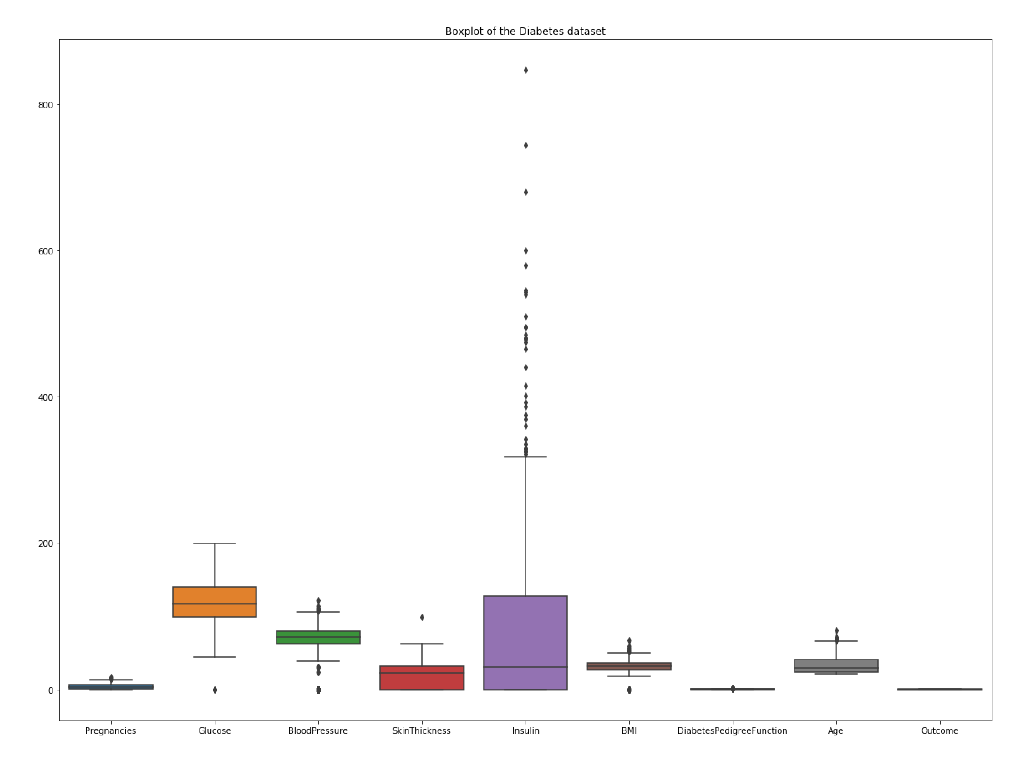 Boxplot of the Diabetes dataset
800
600
400
200
0
Pregnancies Glucose BloodPressure SkinThickness Insulin BMI DiabetesPedigreeFunction Age Outcome